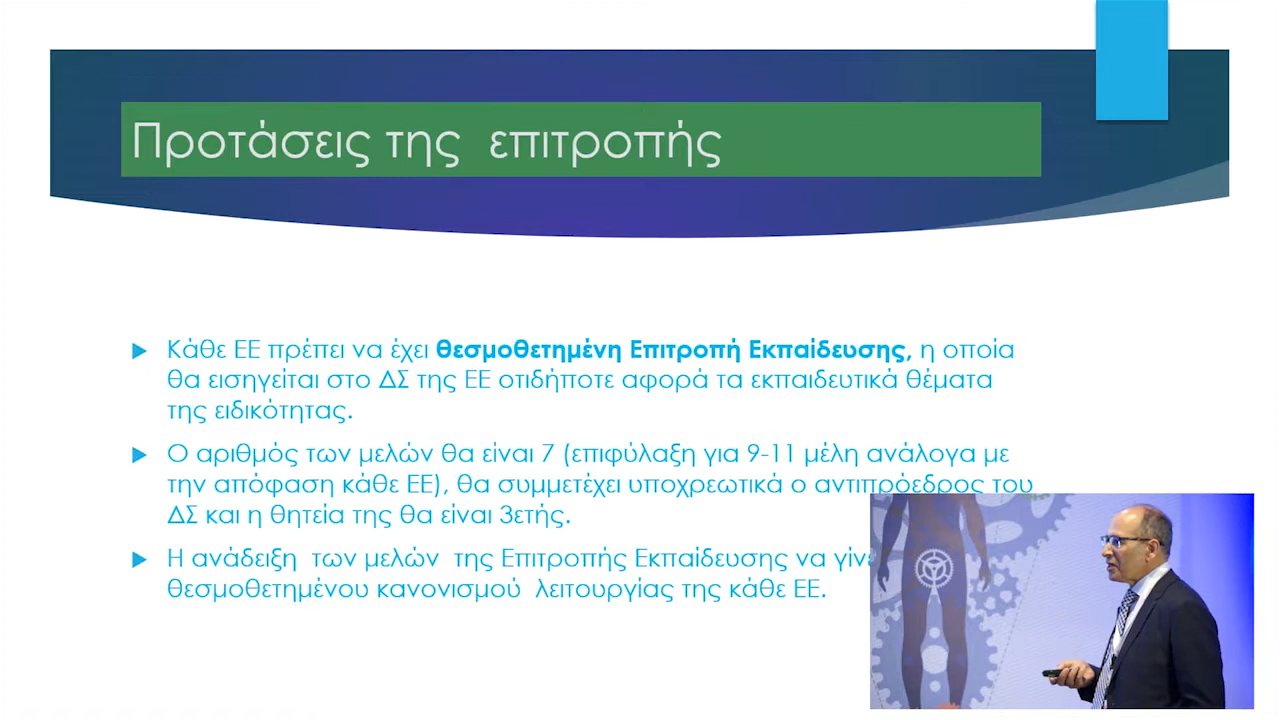 Προτάσεις της επιτροπής
Κάθε ΕΕ πρέπει να έχει θεσμοθετημένη Επιτροπή Εκπαίδευσης, η οποία
θα εισηγείται στο ΔΣ της ΕΕ οτιδήποτε αφορά τα εκπαιδευτικά θέματα
της ειδικότητας.
Ο αριθμός των μελών θα είναι 7 (επιφύλαξη για 9-11 μέλη ανάλογα με
την απόφαση κάθε ΕΕ), θα συμμετέχει υποχρεωτικά ο αντιπρόεδρος του
ΔΣ και η θητεία της θα είναι 3ετής.
Η ανάδειξη των μελών της Επιτροπής Εκπαίδευσης να
θεσμοθετημένου κανονισμού λειτουργίας της κάθε ΕΕ.